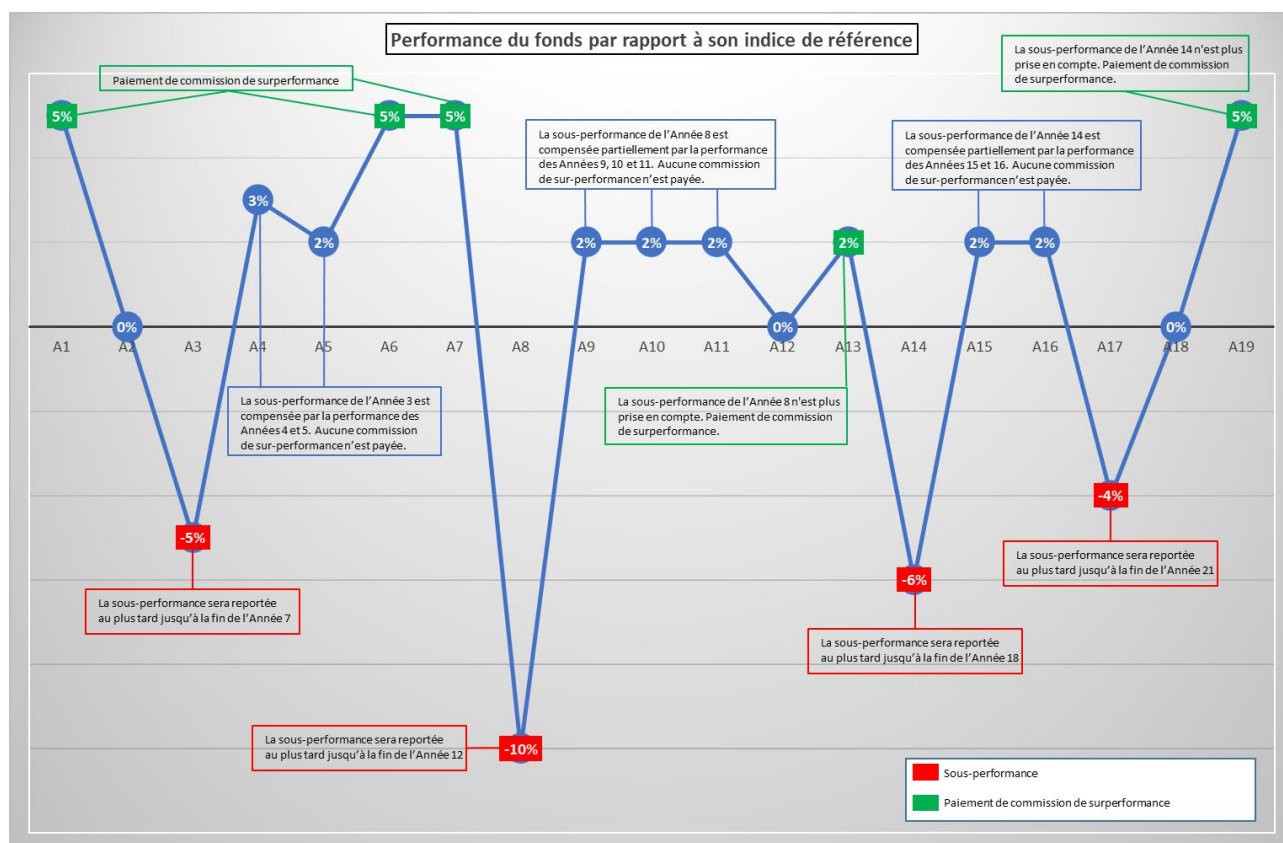 Performance du fonds par rapport à son indice de référence
La sous-performance de l'Année 14 n'est plus
prise en compte. Paiement de commission
de surperformance.
Paiement de commission de surperformance
5%
5%
5%
5%
La sous-performance de l'Année 8 est
compensée partiellement par la performance
des Années 9, 10 et 11. Aucune commission
de sur-performance n'est payée.
La sous-performance de l'Année 14 est
compensée partiellement par la performance
des Années 15 et 16. Aucune commission
de sur-performance n'est payée.
3%
2%
2%
2%
2%
2%
2%
2%
0%
0%
0%
A1
A2
A3
A4
A5
A6
A7
A8
A9
A10
A11
A12
A13
A14
A15
A16
A17
A18
A19
La sous-performance de l'Année 3 est
compensée par la performance des
Années 4 et 5. Aucune commission
de sur-performance n'est payée.
La sous-performance de l'Année 8 n'est plus
prise en compte. Paiement de commission
de surperformance.
-4%
-5%
La sous-performance sera reportée
au plus tard jusqu'à la fin de l'Année 21
-6%
La sous-performance sera reportée
au plus tard jusqu'à la fin de l'Année 7
La sous-performance sera reportée
au plus tard jusqu'à la fin de l'Année 18
La sous-performance sera reportée
au plus tard jusqu'à la fin de l'Année 12
-10%
Sous-performance
Paiement de commission de surperformance